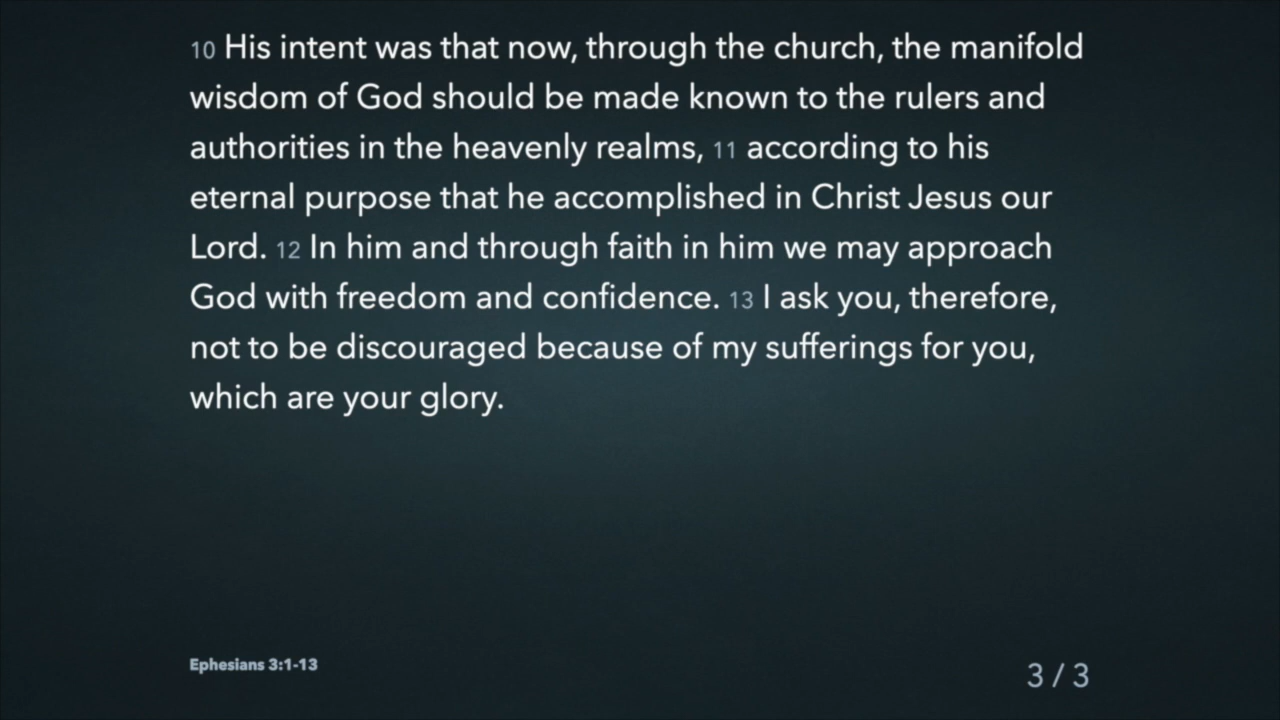 10 His intent was that now, through the church, the manifold
wisdom of God should be made known to the rulers and
authorities in the heavenly realms, 11 according to his
eternal purpose that he accomplished in Christ Jesus our
Lord. 12 In him and through faith in him we may approach
God with freedom and confidence. 13 I ask you, therefore,
not to be discouraged because of my sufferings for you,
which are your glory.
Ephesians 3:1-13
3 / 3